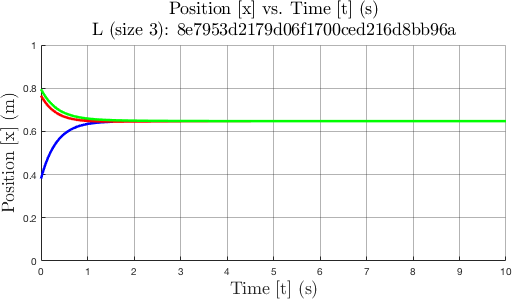 Position [x] vs. Time [t] (s)
L (size 3): 8e7953d2179d06f1700ced216d8bb96a
Position [x] (m)
1
0.8
0.6
0.4
0.2
0
0 1 2 3 4 5 6 7 8 9 10
Time [t] (s)